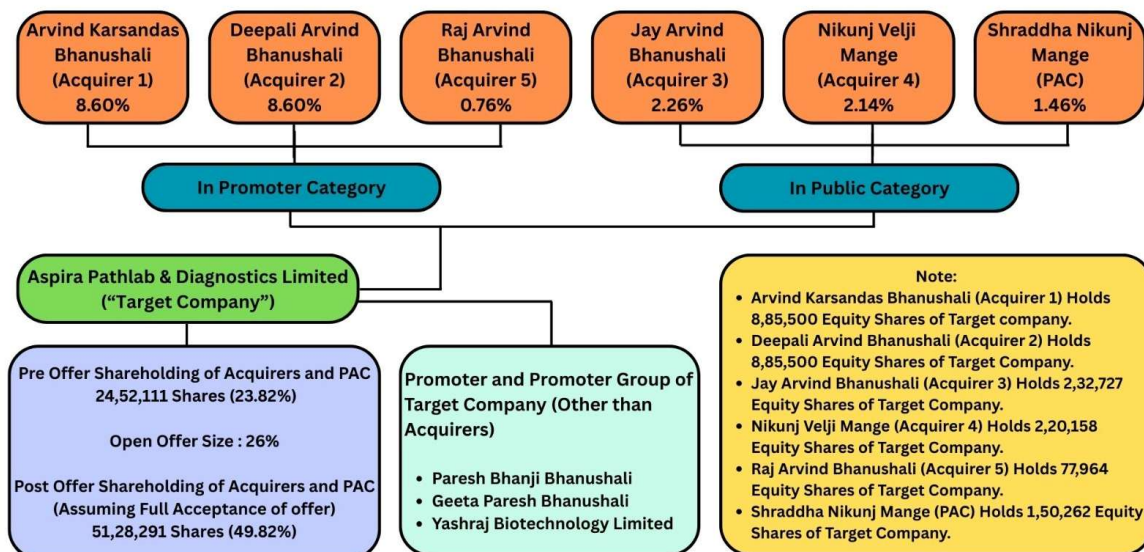 Arvind Karsandas
Bhanushali
(Acquirer 1)
8.60%
Deepali Arvind
Bhanushali
(Acquirer 2)
8.60%
Raj Arvind
Bhanushali
(Acquirer 5)
0.76%
Jay Arvind
Bhanushali
(Acquirer 3)
2.26%
Nikunj Velji
Mange
(Acquirer 4)
2.14%
Shraddha Nikunj
Mange
(PAC)
1.46%
In Promoter Category
In Public Category
Aspira Pathlab & Diagnostics Limited
(“Target Company”)
Pre Offer Shareholding of Acquirers and PAC
24,52,111 Shares (23.82%)
Open Offer Size : 26%
Post Offer Shareholding of Acquirers and PAC
(Assuming Full Acceptance of offer)
51,28,291 Shares (49.82%)
Promoter and Promoter Group of
Target Company (Other than
Acquirers)
• Paresh Bhanji Bhanushali
• Geeta Paresh Bhanushali
• Yashraj Biotechnology Limited
Note:
• Arvind Karsandas Bhanushali (Acquirer 1) Holds
8,85,500 Equity Shares of Target company.
• Deepali Arvind Bhanushali (Acquirer 2) Holds
8,85,500 Equity Shares of Target Company.
• Jay Arvind Bhanushali (Acquirer 3) Holds 2,32,727
Equity Shares of Target Company.
• Nikunj Velji Mange (Acquirer 4) Holds 2,20,158
Equity Shares of Target Company.
• Raj Arvind Bhanushali (Acquirer 5) Holds 77,964
Equity Shares of Target Company.
• Shraddha Nikunj Mange (PAC) Holds 1,50,262 Equity
Shares of Target Company.